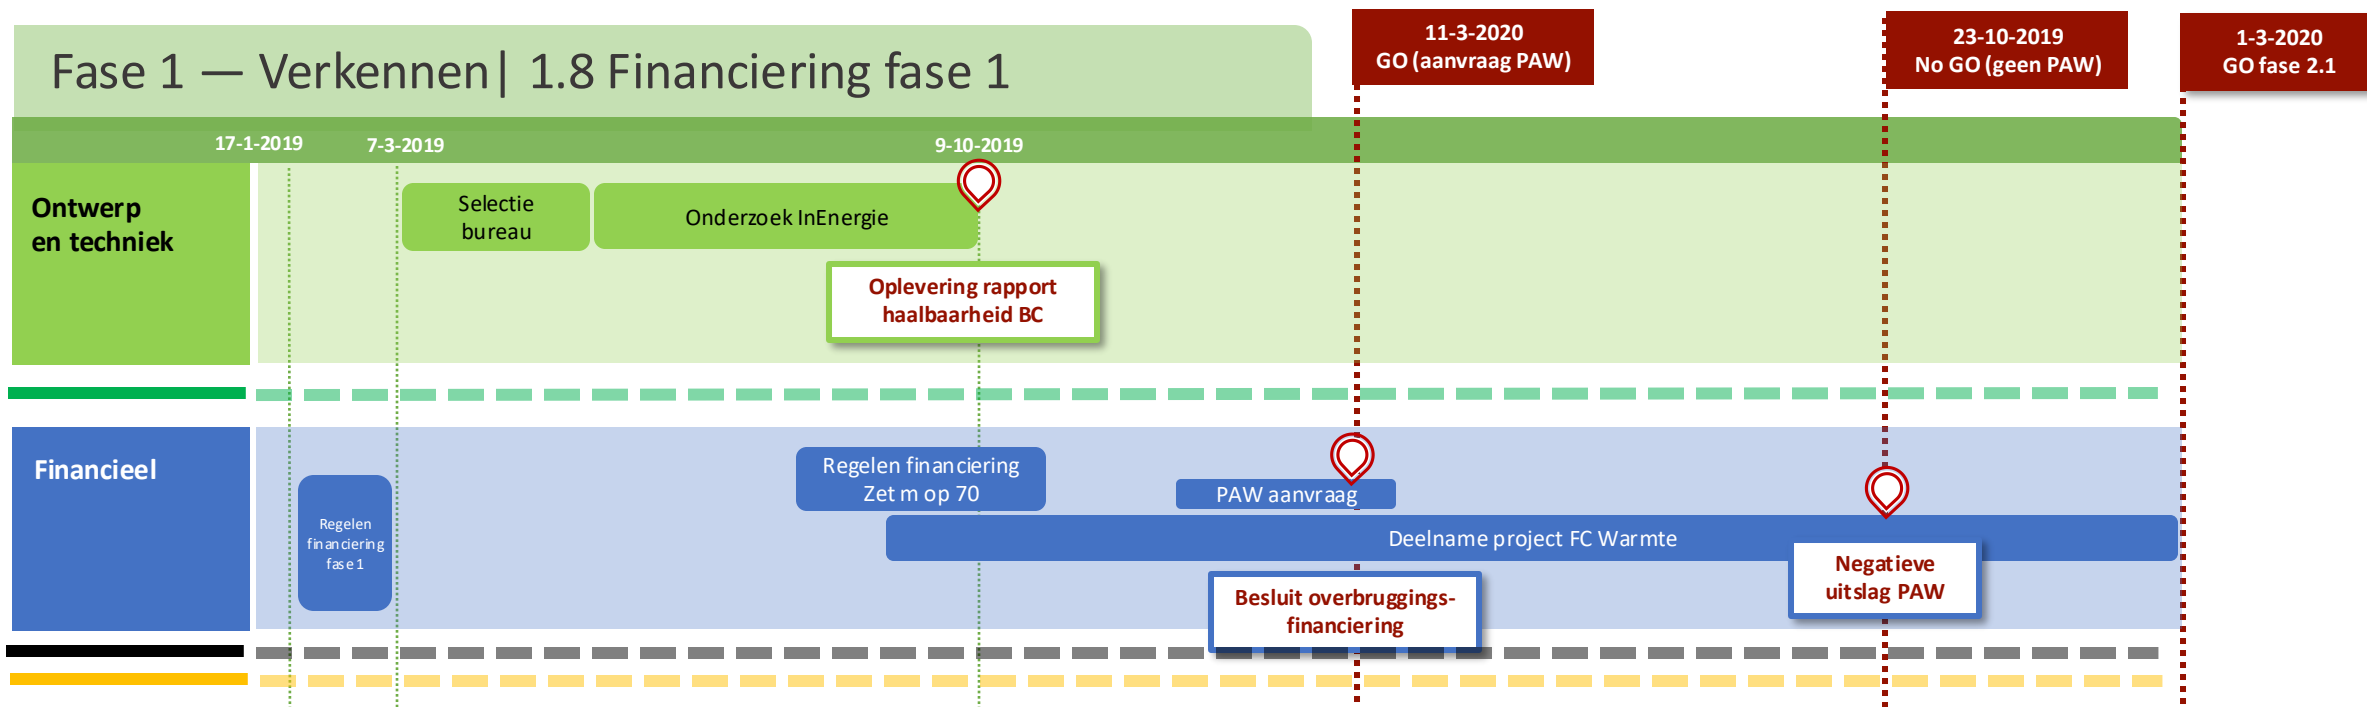 Fase 1 — Verkennen| 1.8 Financiering fase 1
11-3-2020
GO (aanvraag PAW)
23-10-2019
No GO (geen PAW)
1-3-2020
GO fase 2.1
17-1-2019
7-3-2019
9-10-2019
Ontwerp
en techniek
Selectie
bureau
Onderzoek InEnergie
Oplevering rapport
haalbaarheid BC
Financieel
Regelen
financiering
fase 1
Regelen financiering
Zet m op 70
PAW aanvraag
Deelname project FC Warmte
Besluit overbruggings-
financiering
Negatieve
uitslag PAW